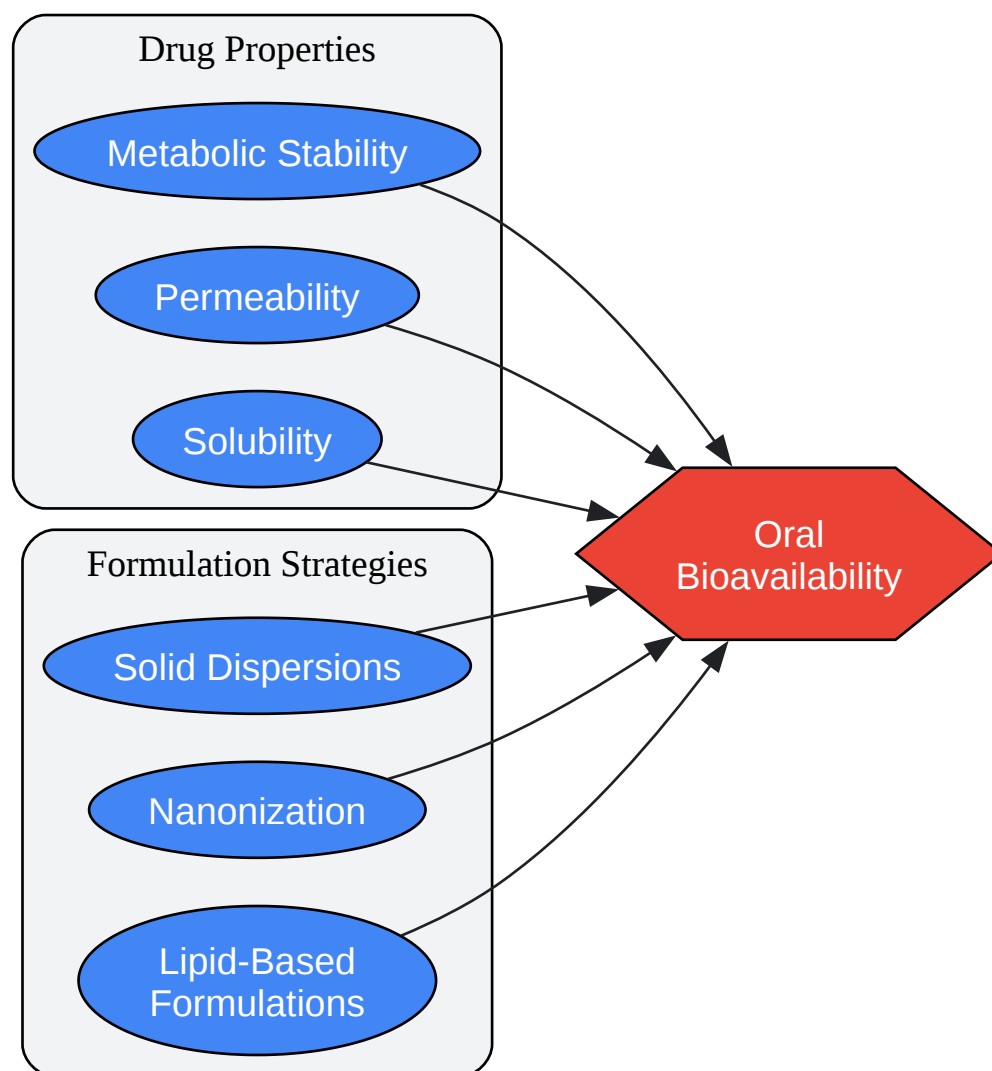 Drug Properties
Metabolic Stability
Permeability
Solubility
Formulation Strategies
Solid Dispersions
Nanonization
Lipid-Based
Formulations
Oral
Bioavailability